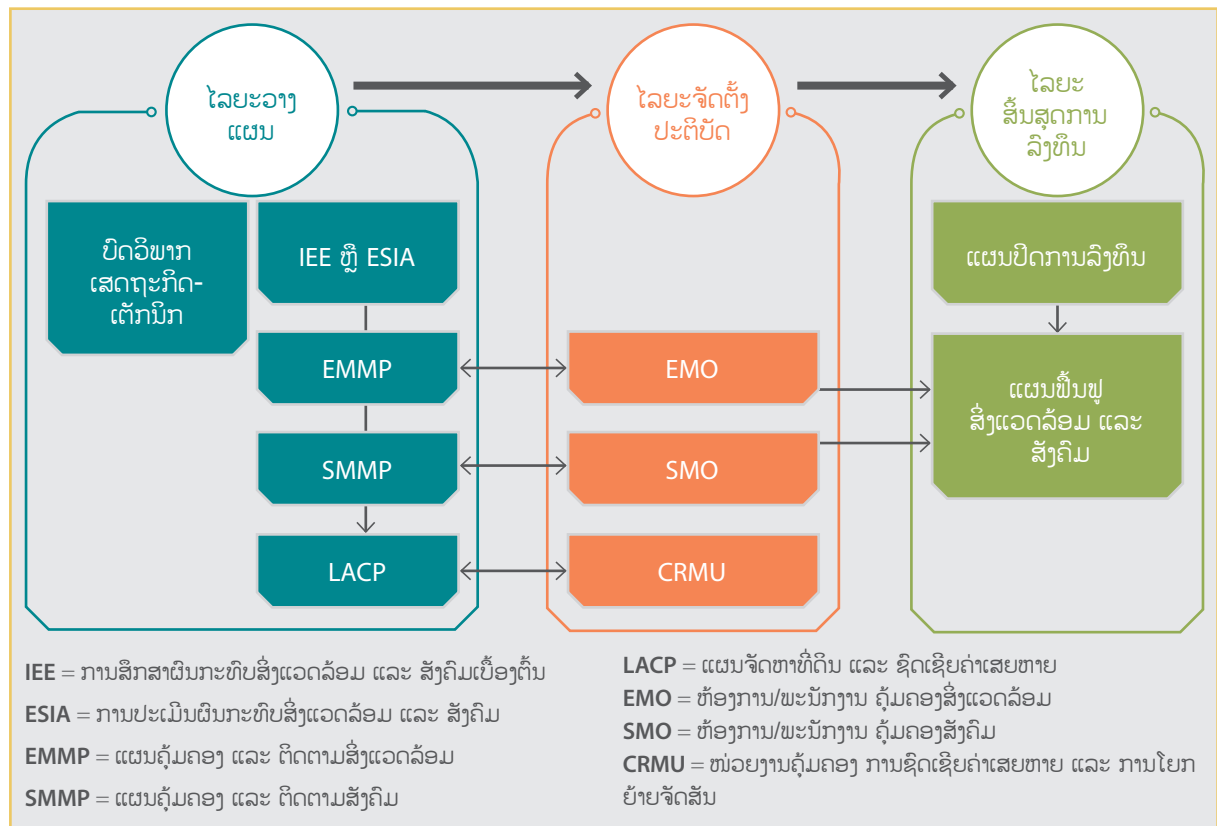 ໄລຍະວາງ
ແຜນ
ໄລຍະຈັດຕັ້ງ
ປະຕິບັດ
ໄລຍະ
ສິ້ນສຸດການ
ລົງທຶນ
ບົດວິພາກ
ເສດຖະກິດ-
ເຕັກນິກ
IEE ຫຼື ESIA
EMMP
SMMP
LACP
EMO
SMO
CRMU
ແຜນປິດການລົງທຶນ
ແຜນຟື້ນຟູ
ສິ່ງແວດລ້ອມ ແລະ
ສັງຄົມ
IEE = ການສຶກສາຜົນກະທົບສິ່ງແວດລ້ອມ ແລະ ສັງຄົມເບື້ອງຕົ້ນ
ESIA = ການປະເມີນຜົນກະທົບສິ່ງແວດລ້ອມ ແລະ ສັງຄົມ
EMMP = ແຜນຄຸ້ມຄອງ ແລະ ຕິດຕາມສິ່ງແວດລ້ອມ
SMMP = ແຜນຄຸ້ມຄອງ ແລະ ຕິດຕາມສັງຄົມ
LACP = ແຜນຈັດຫາທີ່ດິນ ແລະ ຊົດເຊີຍຄ່າເສຍຫາຍ
EMO = ຫ້ອງການ/ພະນັກງານ ຄຸ້ມຄອງສິ່ງແວດລ້ອມ
SMO = ຫ້ອງການ/ພະນັກງານ ຄຸ້ມຄອງສັງຄົມ
CRMU = ໜ່ວຍງານຄຸ້ມຄອງ ການຊົດເຊີຍຄ່າເສຍຫາຍ ແລະ ການໂຍກ
ຍ້າຍຈັດສັນ